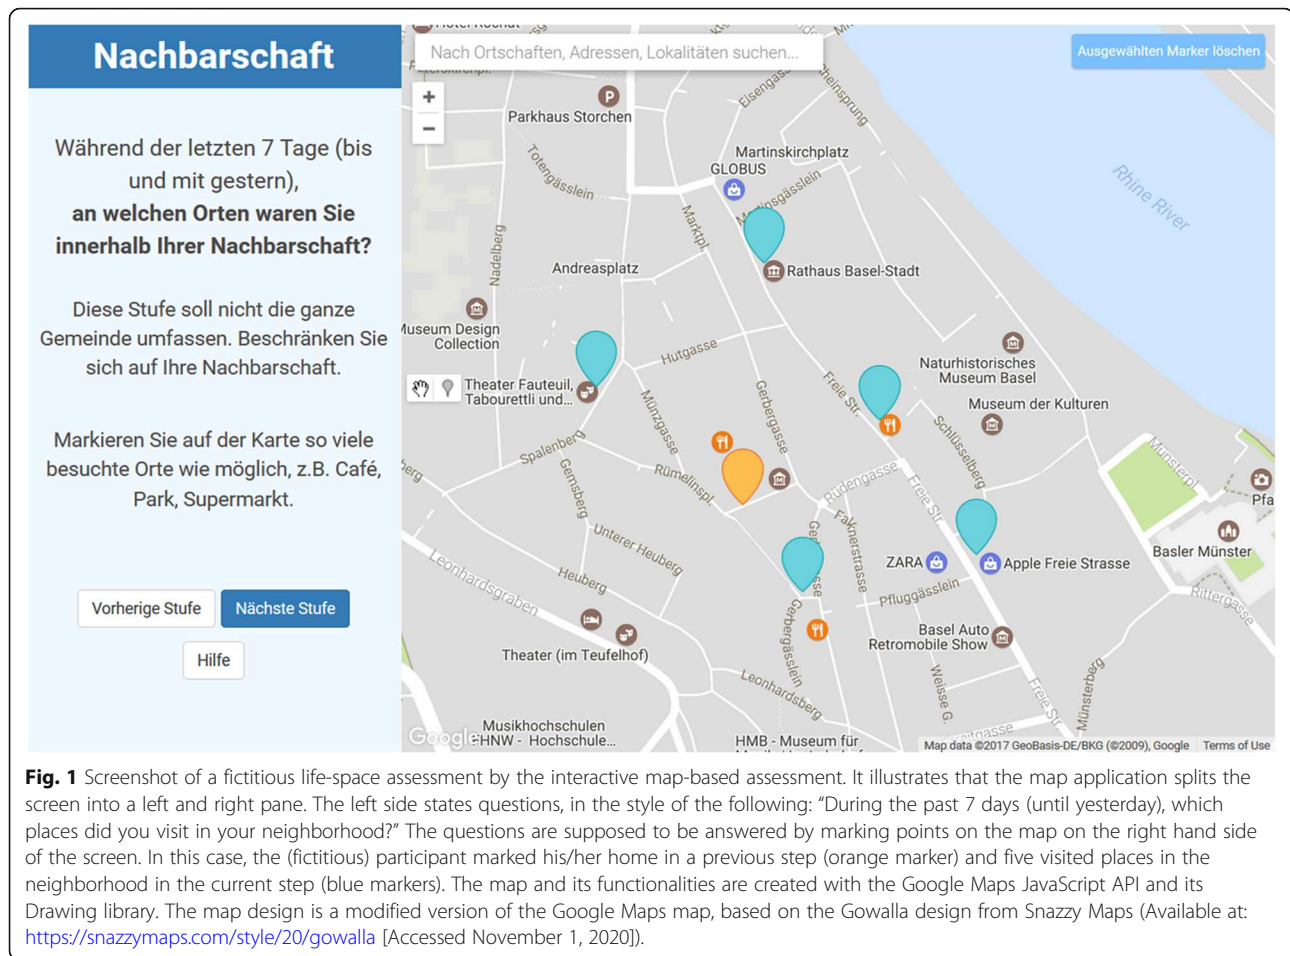 Nachbarschaft
Während der letzten 7 Tage (bis
und mit gestern),
an welchen Orten waren Sie
innerhalb Ihrer Nachbarschaft?
Diese Stufe soll nicht die ganze
Gemeinde umfassen. Beschränken Sie
sich auf Ihre Nachbarschaft.
Markieren Sie auf der Karte so viele
besuchte Orte wie möglich, z.B. Café,
Park, Supermarkt.
Vorherige Stufe
Nächste Stufe
Hilfe
Nach Ortschaften, Adressen, Lokalitäten suchen...
Ausgewählten Marker löschen
+
−
P
Parkhaus Storchen
Eisengasse
Rheinsprung
Martinskirchplatz
GLOBUS
Martinsgässlein
Rhine River
Totengässlein
Marktpl.
Nadelberg
Andreasplatz
Rathaus Basel-Stadt
Museum Design
Collection
Hutgasse
Naturhistorisches
Museum Basel
Theater Fauteuil,
Tabourettli und...
Münzgasse
Gerbergasse
Freie Str.
Museum der Kulturen
Schlüsselberg
Münsterpl.
Spalenberg
Rümelinspl.
Rüdengasse
Freie Str.
Gemsberg
Pfa
Unterer Heuberg
Faknerstrasse
Basler Münster
Leonhardsgraben
Heuberg
ZARA
Apple Freie Strasse
Pfluggässlein
Rittergasse
Gerbergässlein
Theater (im Teufelhof)
Basel Auto
Retromobile Show
Leonhardsberg
Weisse G.
Freie Str.
Münsterberg
Musikhochschulen
FHNW - Hochschule...
HMB - Museum für
Google
Map data ©2017 GeoBasis-DE/BKG (©2009), Google
Terms of Use
Fig. 1 Screenshot of a fictitious life-space assessment by the interactive map-based assessment. It illustrates that the map application splits the
screen into a left and right pane. The left side states questions, in the style of the following: “During the past 7 days (until yesterday), which
places did you visit in your neighborhood?” The questions are supposed to be answered by marking points on the map on the right hand side
of the screen. In this case, the (fictitious) participant marked his/her home in a previous step (orange marker) and five visited places in the
neighborhood in the current step (blue markers). The map and its functionalities are created with the Google Maps JavaScript API and its
Drawing library. The map design is a modified version of the Google Maps map, based on the Gowalla design from Snazzy Maps (Available at:
https://snazzymaps.com/style/20/gowalla [Accessed November 1, 2020]).